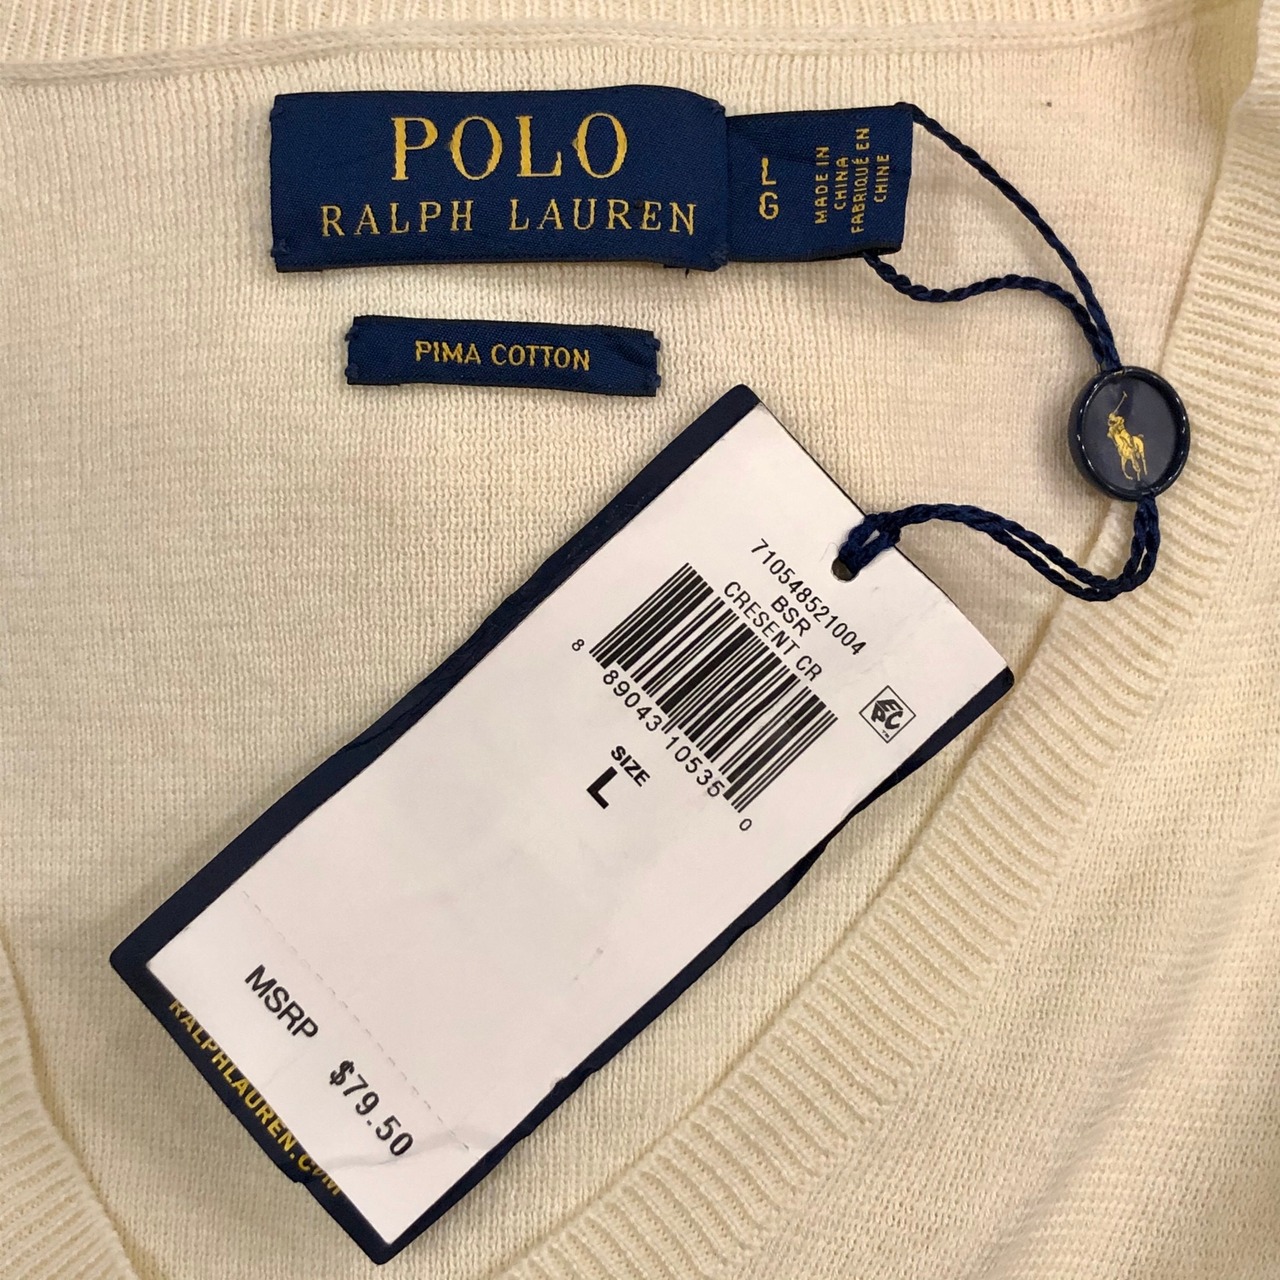 POLO
RALPH LAUREN
L
G
MADE IN
CHINA
FABRIQUÉ EN
CHINE
PIMA COTTON
710548521004
BSR
CRESENT CR
8 89043 10535 0
SIZE
L
MSRP $79.50
RALPHLAUREN.COM